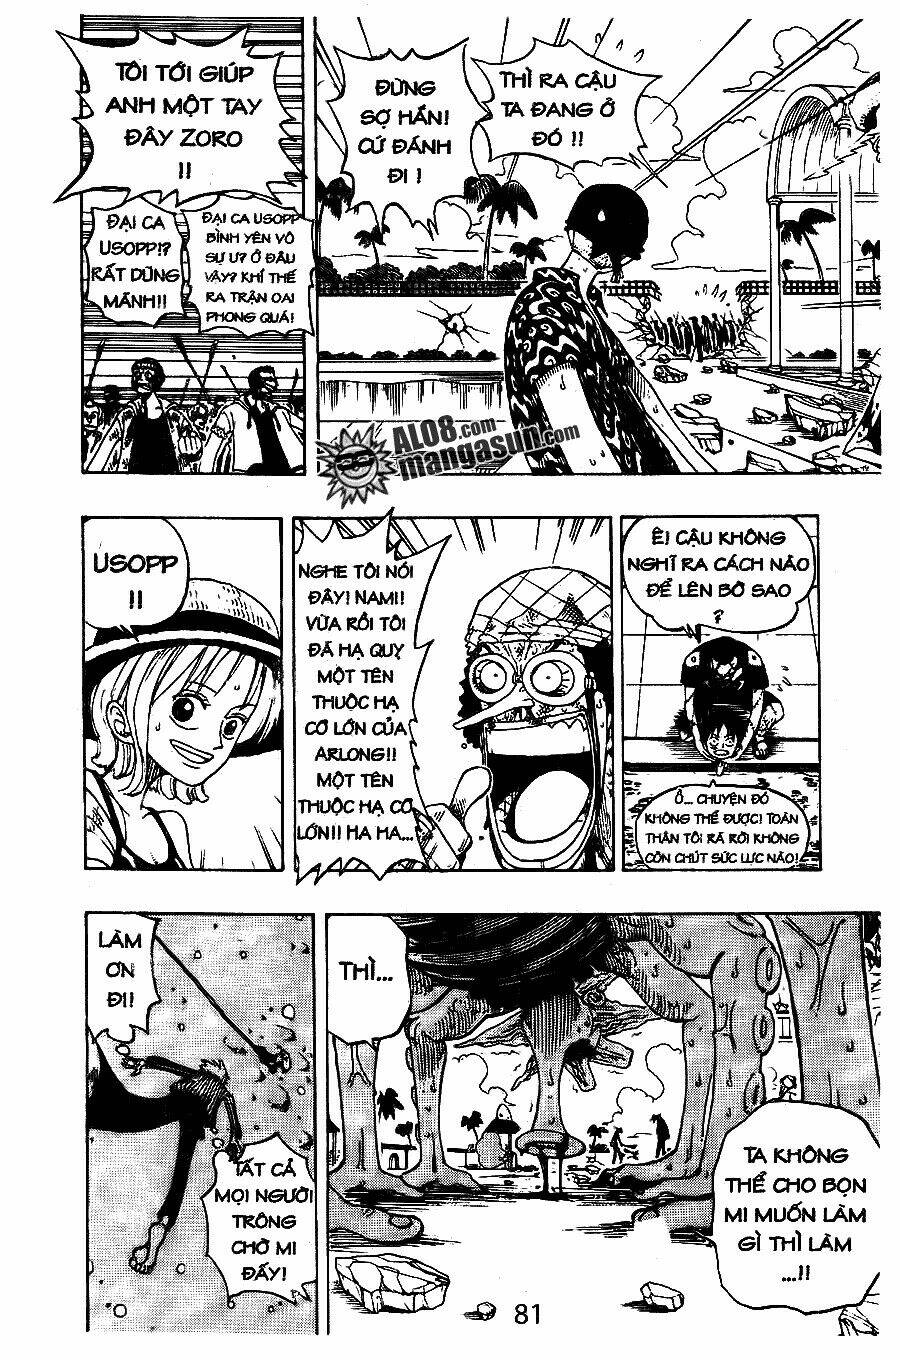 THÌ RA CẬU
TA ĐANG Ở
ĐÓ !!
ĐỪNG
SỢ HẮN!
CỨ ĐÁNH
ĐI !
TÔI TỚI GIÚP
ANH MỘT TAY
ĐÂY ZORO
!!
ĐẠI CA USOPP
BÌNH YÊN VÔ
SỰ Ư? Ở ĐÂU
VẬY? KHÍ THẾ
RA TRẬN OAI
PHONG QUÁ!
ĐẠI CA
USOPP!?
RẤT DŨNG
MÃNH!!
ALO8.com
mangasun.com
Ê! CẬU KHÔNG
NGHĨ RA CÁCH NÀO
ĐỂ LÊN BỜ SAO
?
Ồ... CHUYỆN ĐÓ
KHÔNG THỂ ĐƯỢC! TOÀN
THÂN TÔI RÃ RỜI KHÔNG
CÒN CHÚT SỨC LỰC NÀO!
NGHE TÔI NÓI
ĐÂY! NAMI!
VỪA RỒI TÔI
ĐÃ HẠ QUỴ
MỘT TÊN
THUỘC HẠ
CỠ LỚN CỦA
ARLONG!!
MỘT TÊN
THUỘC HẠ CỠ
LỚN!! HA HA...
USOPP
!!
THÌ...
TA KHÔNG
THỂ CHO BỌN
MI MUỐN LÀM
GÌ THÌ LÀM
...!!
LÀM
ƠN
ĐI!
TẤT CẢ
MỌI NGƯỜI
TRÔNG
CHỜ MI
ĐẤY!
81